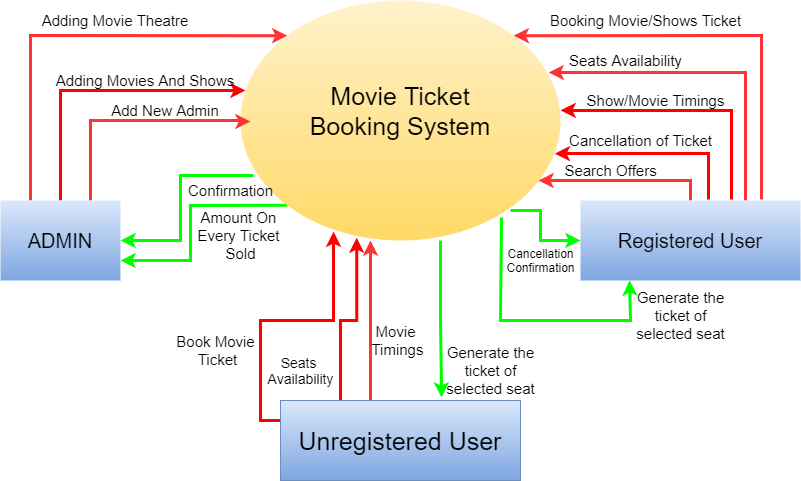 Adding Movie Theatre
Booking Movie/Shows Ticket
Adding Movies And Shows
Add New Admin
Movie Ticket
Booking System
Seats Availability
Show/Movie Timings
Cancellation of Ticket
Search Offers
Confirmation
Amount On
Every Ticket
Sold
ADMIN
Registered User
Cancellation
Confirmation
Generate the
ticket of
selected seat
Book Movie
Ticket
Seats
Availability
Movie
Timings
Generate the
ticket of
selected seat
Unregistered User